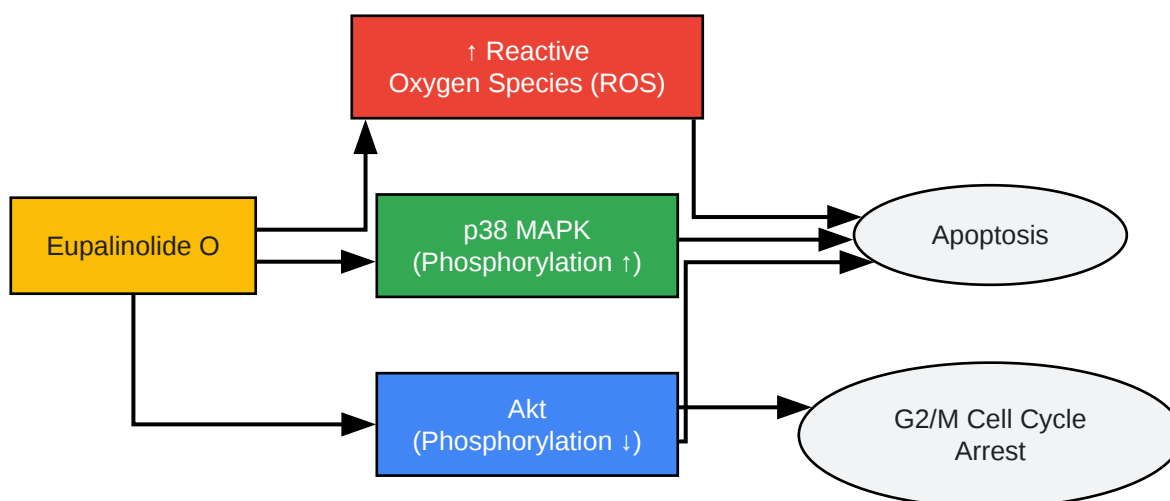 ↑ Reactive
Oxygen Species (ROS)
Eupalinolide O
p38 MAPK
(Phosphorylation ↑)
Apoptosis
Akt
(Phosphorylation ↓)
G2/M Cell Cycle
Arrest